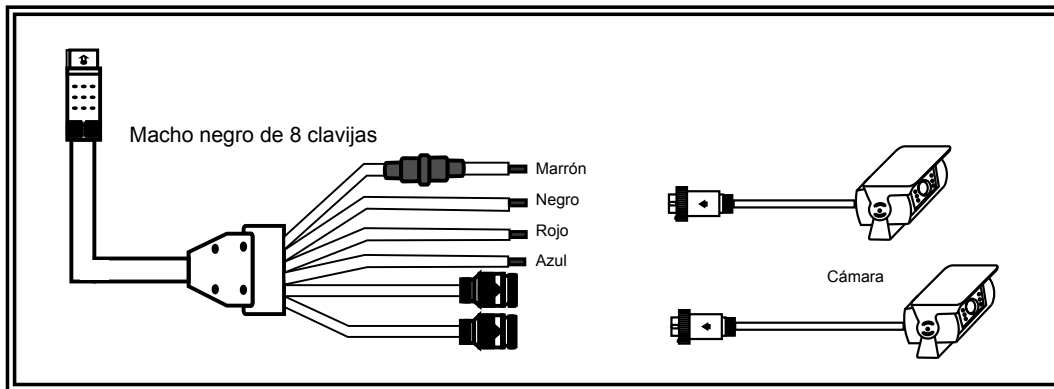 Macho negro de 8 clavijas
Marrón
Negro
Rojo
Azul
Cámara